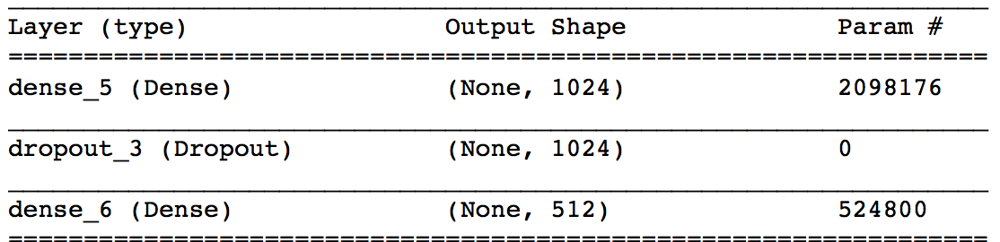 _________________________________________________________________
Layer (type)                 Output Shape              Param #
=================================================================
dense_5 (Dense)              (None, 1024)              2098176
_________________________________________________________________
dropout_3 (Dropout)          (None, 1024)              0
_________________________________________________________________
dense_6 (Dense)              (None, 512)               524800
=================================================================